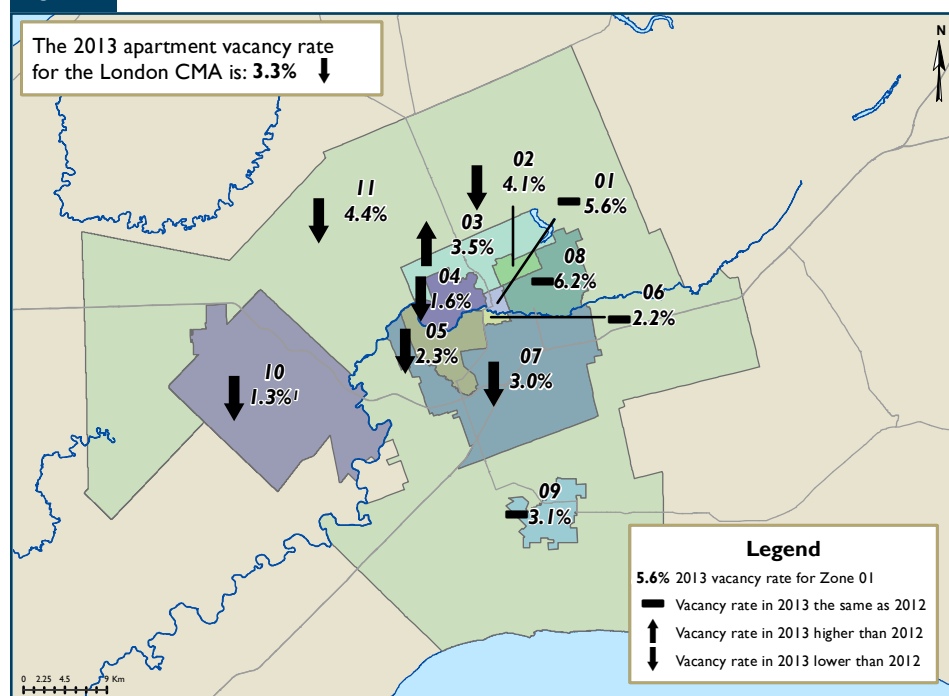 The 2013 apartment vacancy rate
for the London CMA is: 3.3%
N
02
4.1%
01
5.6%
11
4.4%
03
3.5%
08
6.2%
04
1.6%
06
2.2%
05
2.3%
07
3.0%
10
1.3%¹
09
3.1%
Legend
5.6% 2013 vacancy rate for Zone 01
Vacancy rate in 2013 the same as 2012
Vacancy rate in 2013 higher than 2012
Vacancy rate in 2013 lower than 2012
0 2.25 4.5 9 Km